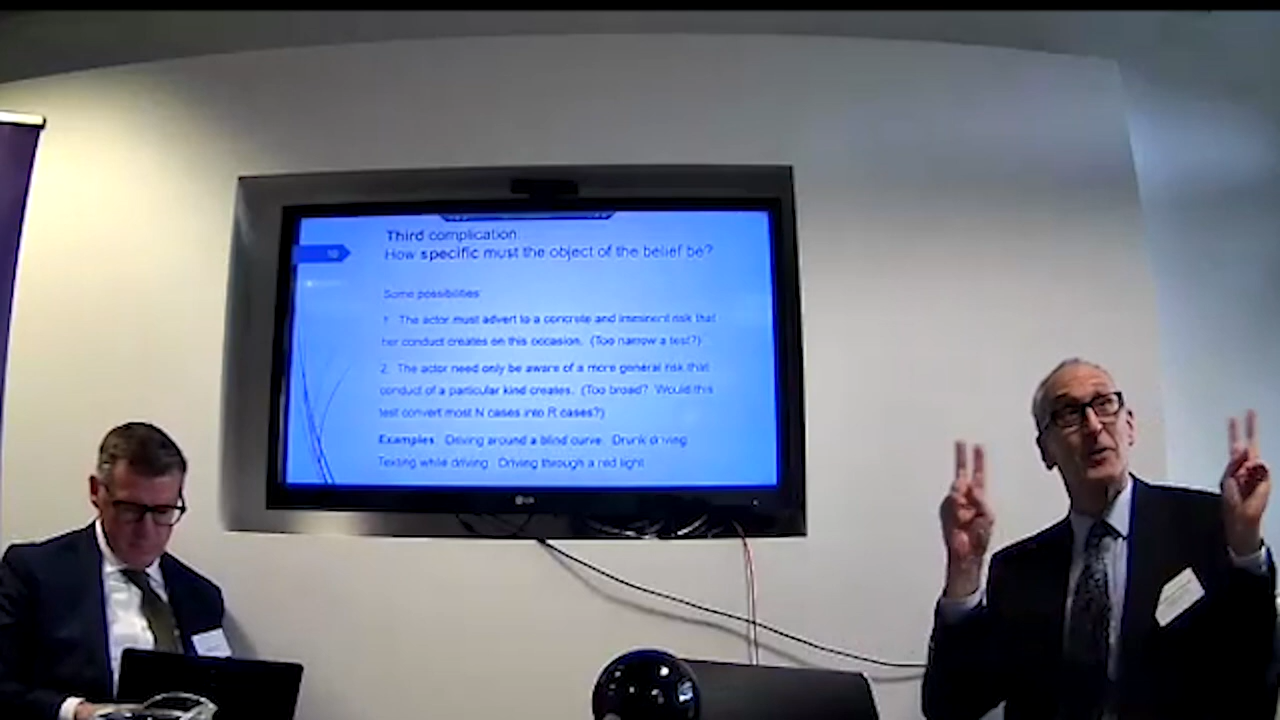 10
Third complication.
How specific must the object of the belief be?
Some possibilities:
1. The actor must advert to a concrete and imminent risk that
her conduct creates on this occasion. (Too narrow a test?)
2. The actor need only be aware of a more general risk that
conduct of a particular kind creates. (Too broad? Would this
test convert most N cases into R cases?)
Examples: Driving around a blind curve. Drunk driving.
Texting while driving. Driving through a red light.
LG